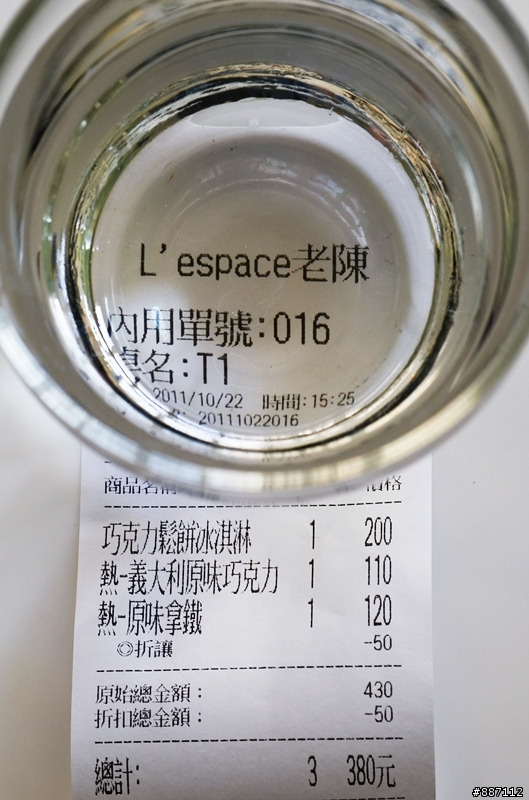 L'espace老陳
內用單號:016
桌名:T1
2011/10/22 時間:15:25
20111022016
商品名稱 價格
巧克力鬆餅冰淇淋 1 200
熱-義大利原味巧克力 1 110
熱-原味拿鐵 1 120
◎折讓 -50
原始總金額: 430
折扣總金額: -50
總計: 3 380元
#887112